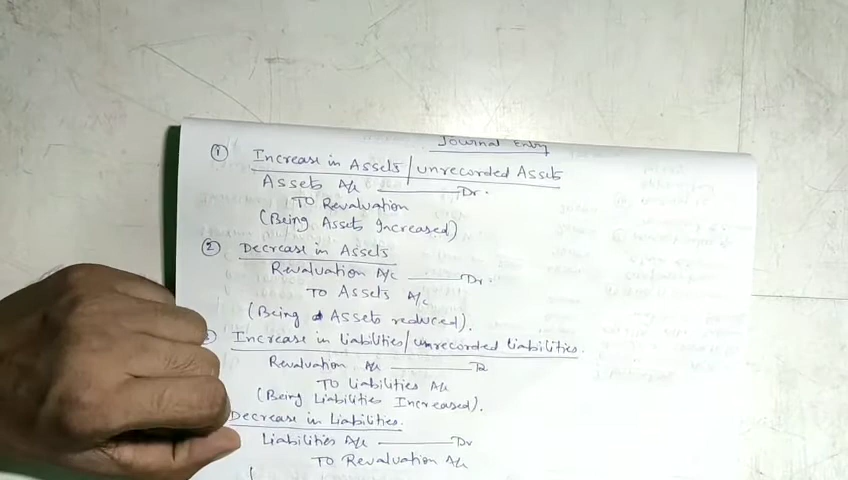 Journal Entry
① Increase in Assets/unrecorded Assets
Assets A/c ——— Dr.
TO Revaluation
(Being Assets Increased)
② Decrease in Assets
Revaluation A/c ——— Dr.
TO Assets A/c
(Being Assets reduced).
Increase in liabilities/unrecorded liabilities.
Revaluation A/c ———
TO Liabilities A/c
(Being Liabilities Increased).
Decrease in Liabilities.
Liabilities A/c ——— Dr
TO Revaluation A/c